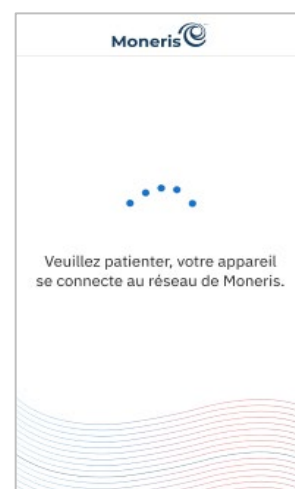 Moneris
Veuillez patienter, votre appareil
se connecte au réseau de Moneris.